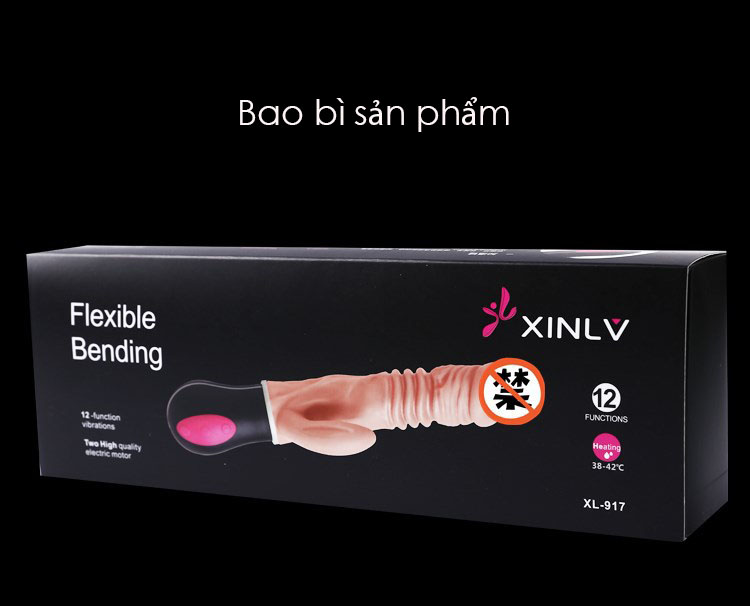 Bao bì sản phẩm
Flexible
Bending
XINLV
12-function
vibrations
Two High quality
electric motor
禁
12
FUNCTIONS
Heating
38-42℃
XL-917